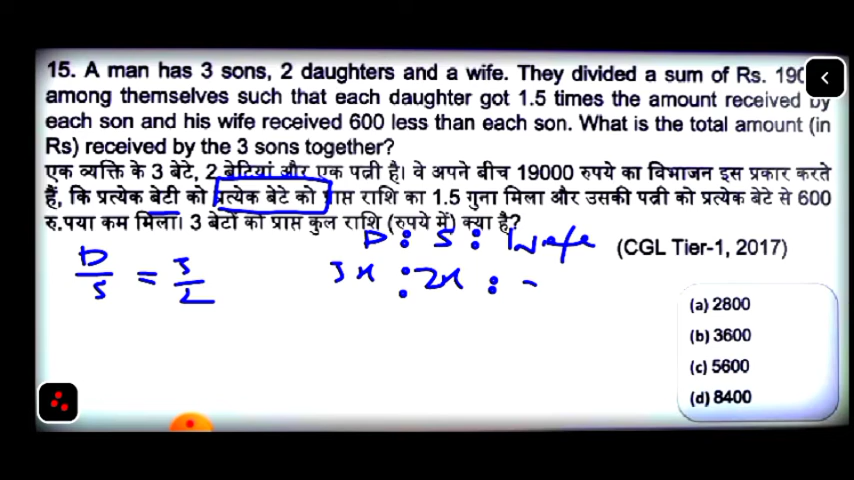 15. A man has 3 sons, 2 daughters and a wife. They divided a sum of Rs. 190
among themselves such that each daughter got 1.5 times the amount received by
each son and his wife received 600 less than each son. What is the total amount (in
Rs) received by the 3 sons together?
एक व्यक्ति के 3 बेटे, 2 बेटियां और एक पत्नी है। वे अपने बीच 19000 रुपये का विभाजन इस प्रकार करते
हैं, कि प्रत्येक बेटी को प्रत्येक बेटे को प्राप्त राशि का 1.5 गुना मिला और उसकी पत्नी को प्रत्येक बेटे से 600
रु.पया कम मिला। 3 बेटों को प्राप्त कुल राशि (रुपये में) क्या है?
(CGL Tier-1, 2017)
D : S : Wife
D/S = 3/2
3x : 2x :
(a) 2800
(b) 3600
(c) 5600
(d) 8400